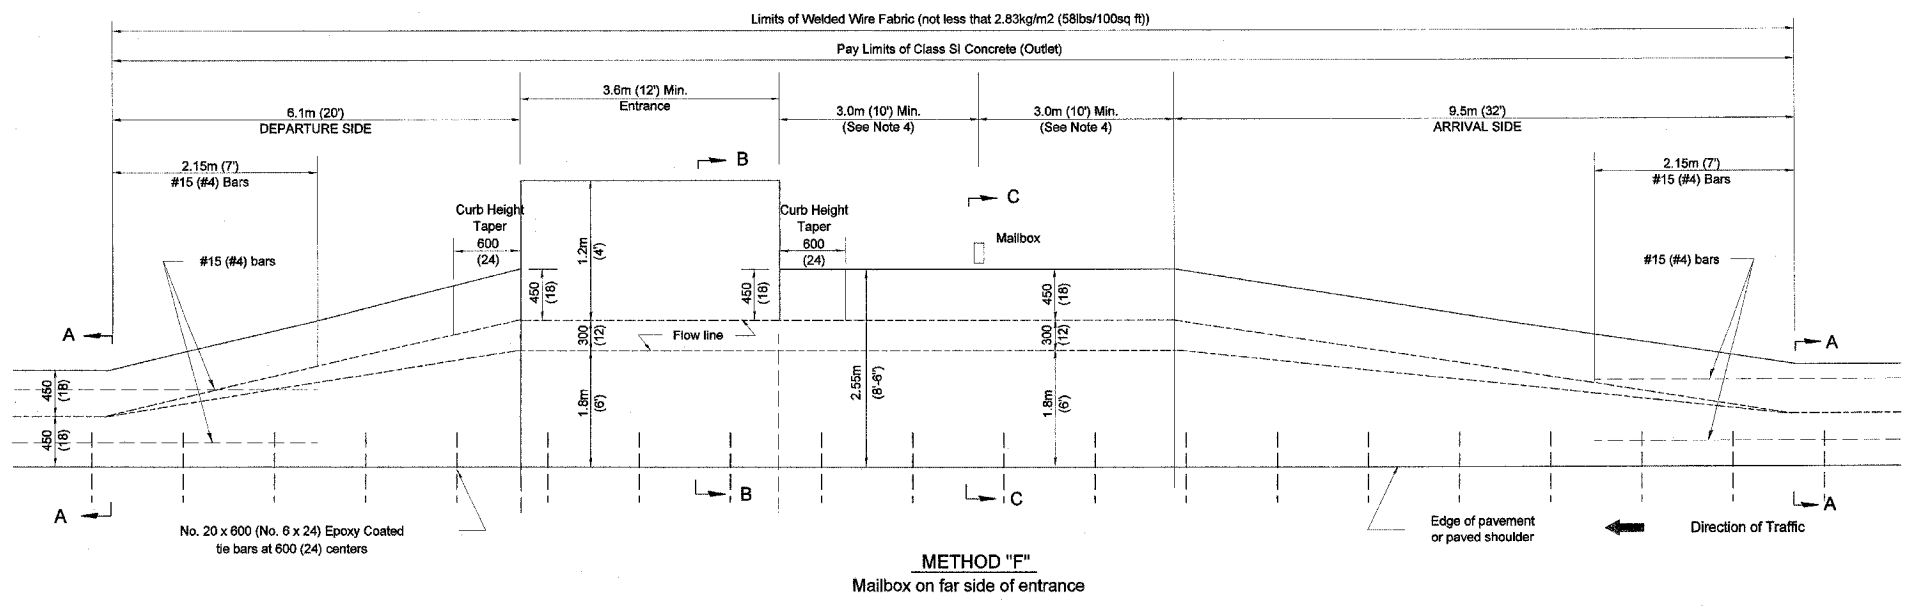 Limits of Welded Wire Fabric (not less that 2.83kg/m2 (58lbs/100sq ft))
Pay Limits of Class SI Concrete (Outlet)
3.6m (12') Min.
Entrance
6.1m (20')
DEPARTURE SIDE
3.0m (10') Min.
(See Note 4)
3.0m (10') Min.
(See Note 4)
9.5m (32')
ARRIVAL SIDE
2.15m (7')
#15 (#4) Bars
B
2.15m (7')
#15 (#4) Bars
C
Curb Height
Taper
600
(24)
1.2m
(4')
Curb Height
Taper
600
(24)
Mailbox
#15 (#4) bars
#15 (#4) bars
450
(18)
450
(18)
450
(18)
A
300
(12)
Flow line
300
(12)
A
450
(18)
450
(18)
1.8m
(6')
2.55m
(8'-6")
1.8m
(6')
A
B
C
A
No. 20 x 600 (No. 6 x 24) Epoxy Coated
tie bars at 600 (24) centers
Edge of pavement
or paved shoulder
Direction of Traffic
METHOD "F"
Mailbox on far side of entrance